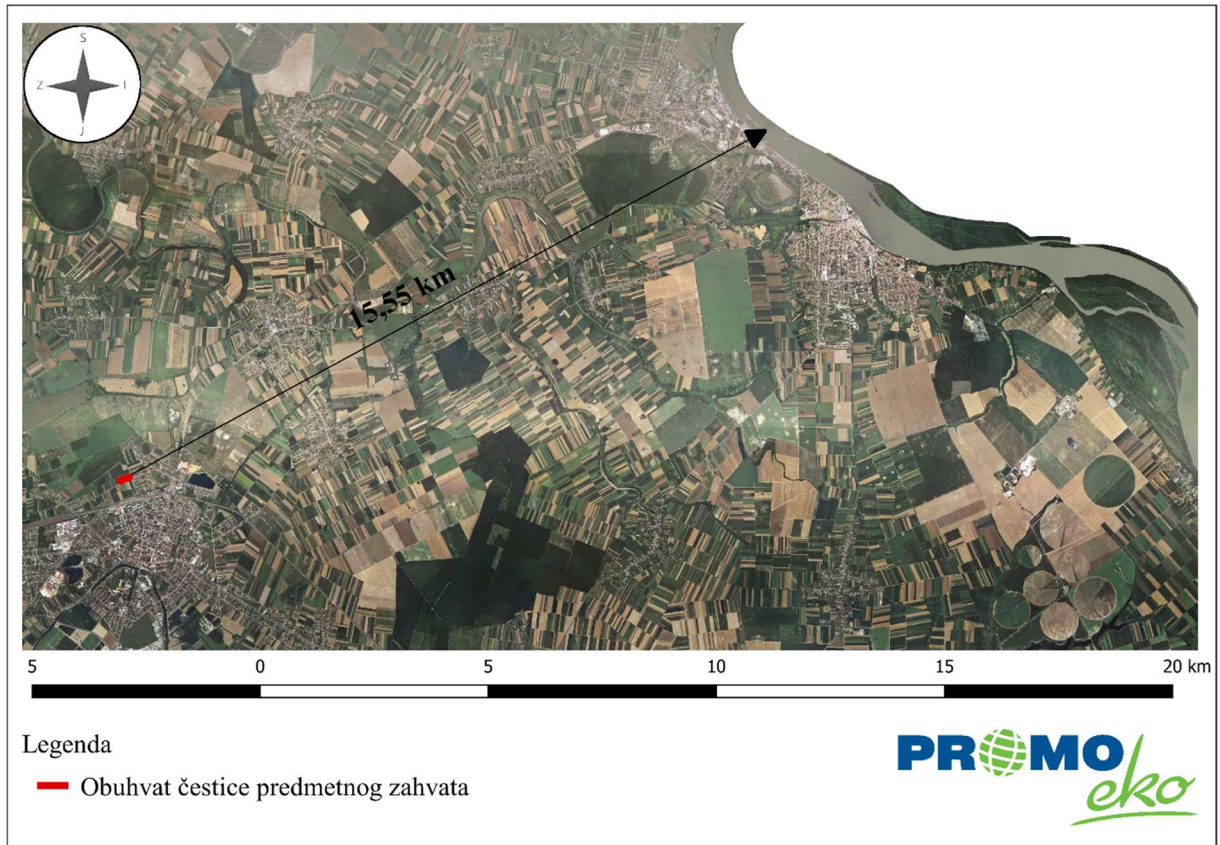 S
Z I
J
15,55 km
5 0 5 10 15 20 km
Legenda
Obuhvat čestice predmetnog zahvata
PROMO
eko